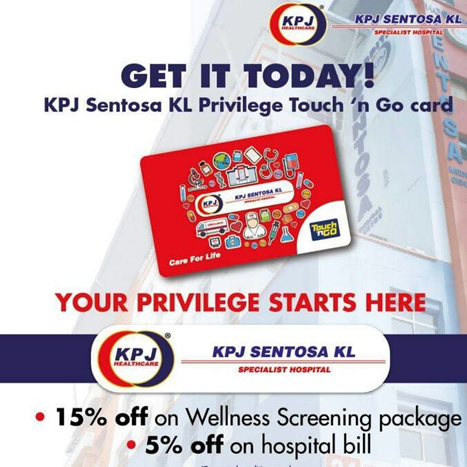 KPJ
HEALTHCARE
KPJ SENTOSA KL
SPECIALIST HOSPITAL
GET IT TODAY!
KPJ Sentosa KL Privilege Touch ‘n Go card
KPJ
KPJ SENTOSA KL
SPECIALIST HOSPITAL
Care For Life
Touch
'nGO
YOUR PRIVILEGE STARTS HERE
KPJ
HEALTHCARE
®
KPJ SENTOSA KL
SPECIALIST HOSPITAL
• 15% off on Wellness Screening package
• 5% off on hospital bill